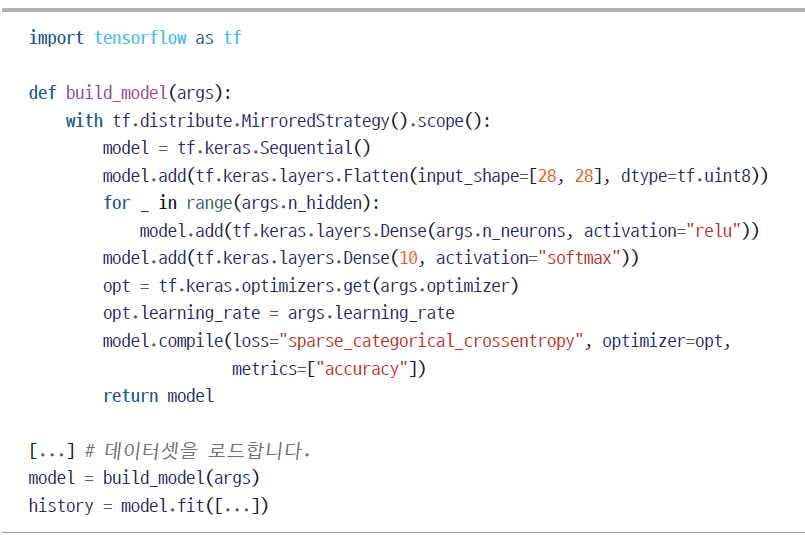 import tensorflow as tf
def build_model(args):
    with tf.distribute.MirroredStrategy().scope():
        model = tf.keras.Sequential()
        model.add(tf.keras.layers.Flatten(input_shape=[28, 28], dtype=tf.uint8))
        for _ in range(args.n_hidden):
            model.add(tf.keras.layers.Dense(args.n_neurons, activation="relu"))
        model.add(tf.keras.layers.Dense(10, activation="softmax"))
        opt = tf.keras.optimizers.get(args.optimizer)
        opt.learning_rate = args.learning_rate
        model.compile(loss="sparse_categorical_crossentropy", optimizer=opt,
                      metrics=["accuracy"])
        return model
[...] # 데이터셋을 로드합니다.
model = build_model(args)
history = model.fit([...])